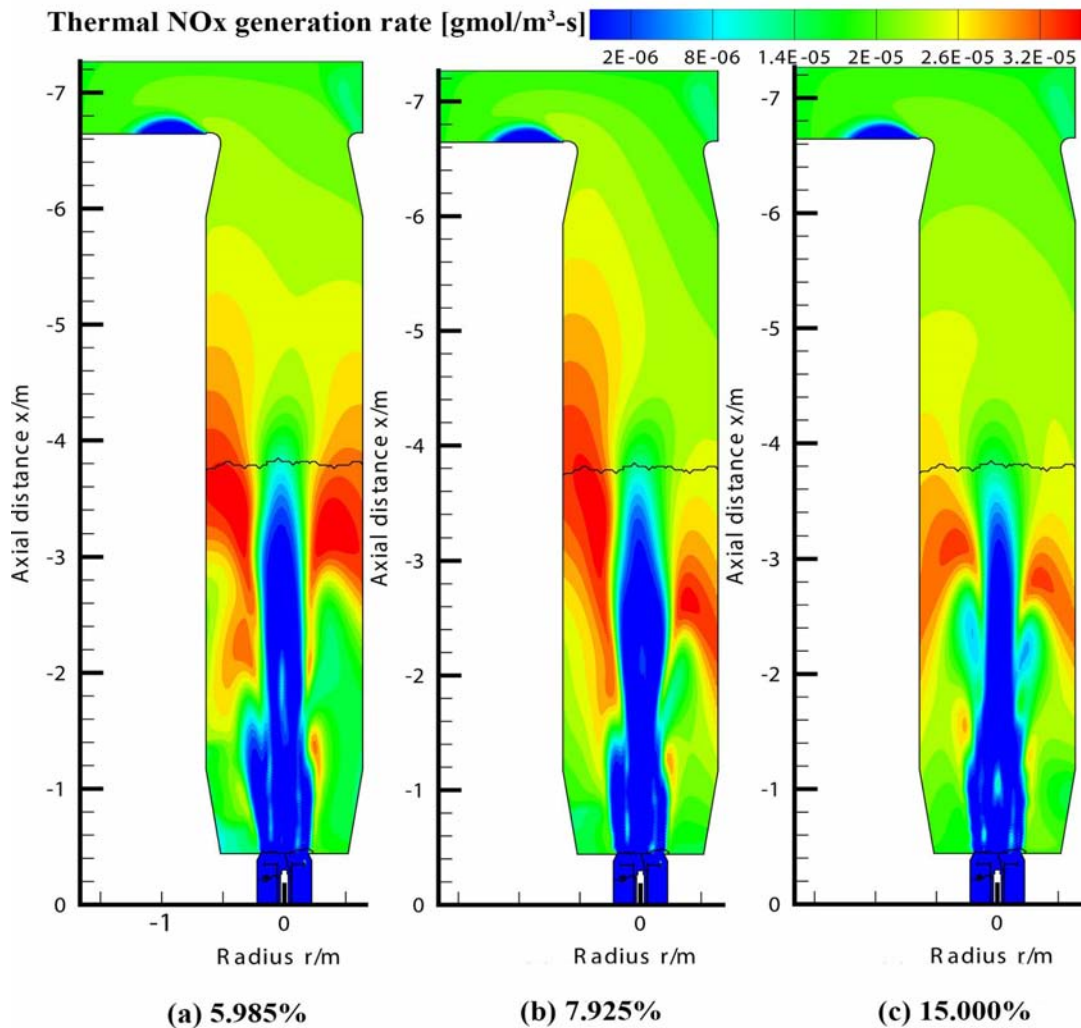 Thermal NOx generation rate [gmol/m³-s]
2E-06 8E-06 1.4E-05 2E-05 2.6E-05 3.2E-05
-7
-6
-5
-4
-3
-2
-1
0
Axial distance x/m
-1 0
Radius r/m
(a) 5.985%
-7
-6
-5
-4
-3
-2
-1
0
Axial distance x/m
0
Radius r/m
(b) 7.925%
-7
-6
-5
-4
-3
-2
-1
0
Axial distance x/m
0
Radius r/m
(c) 15.000%